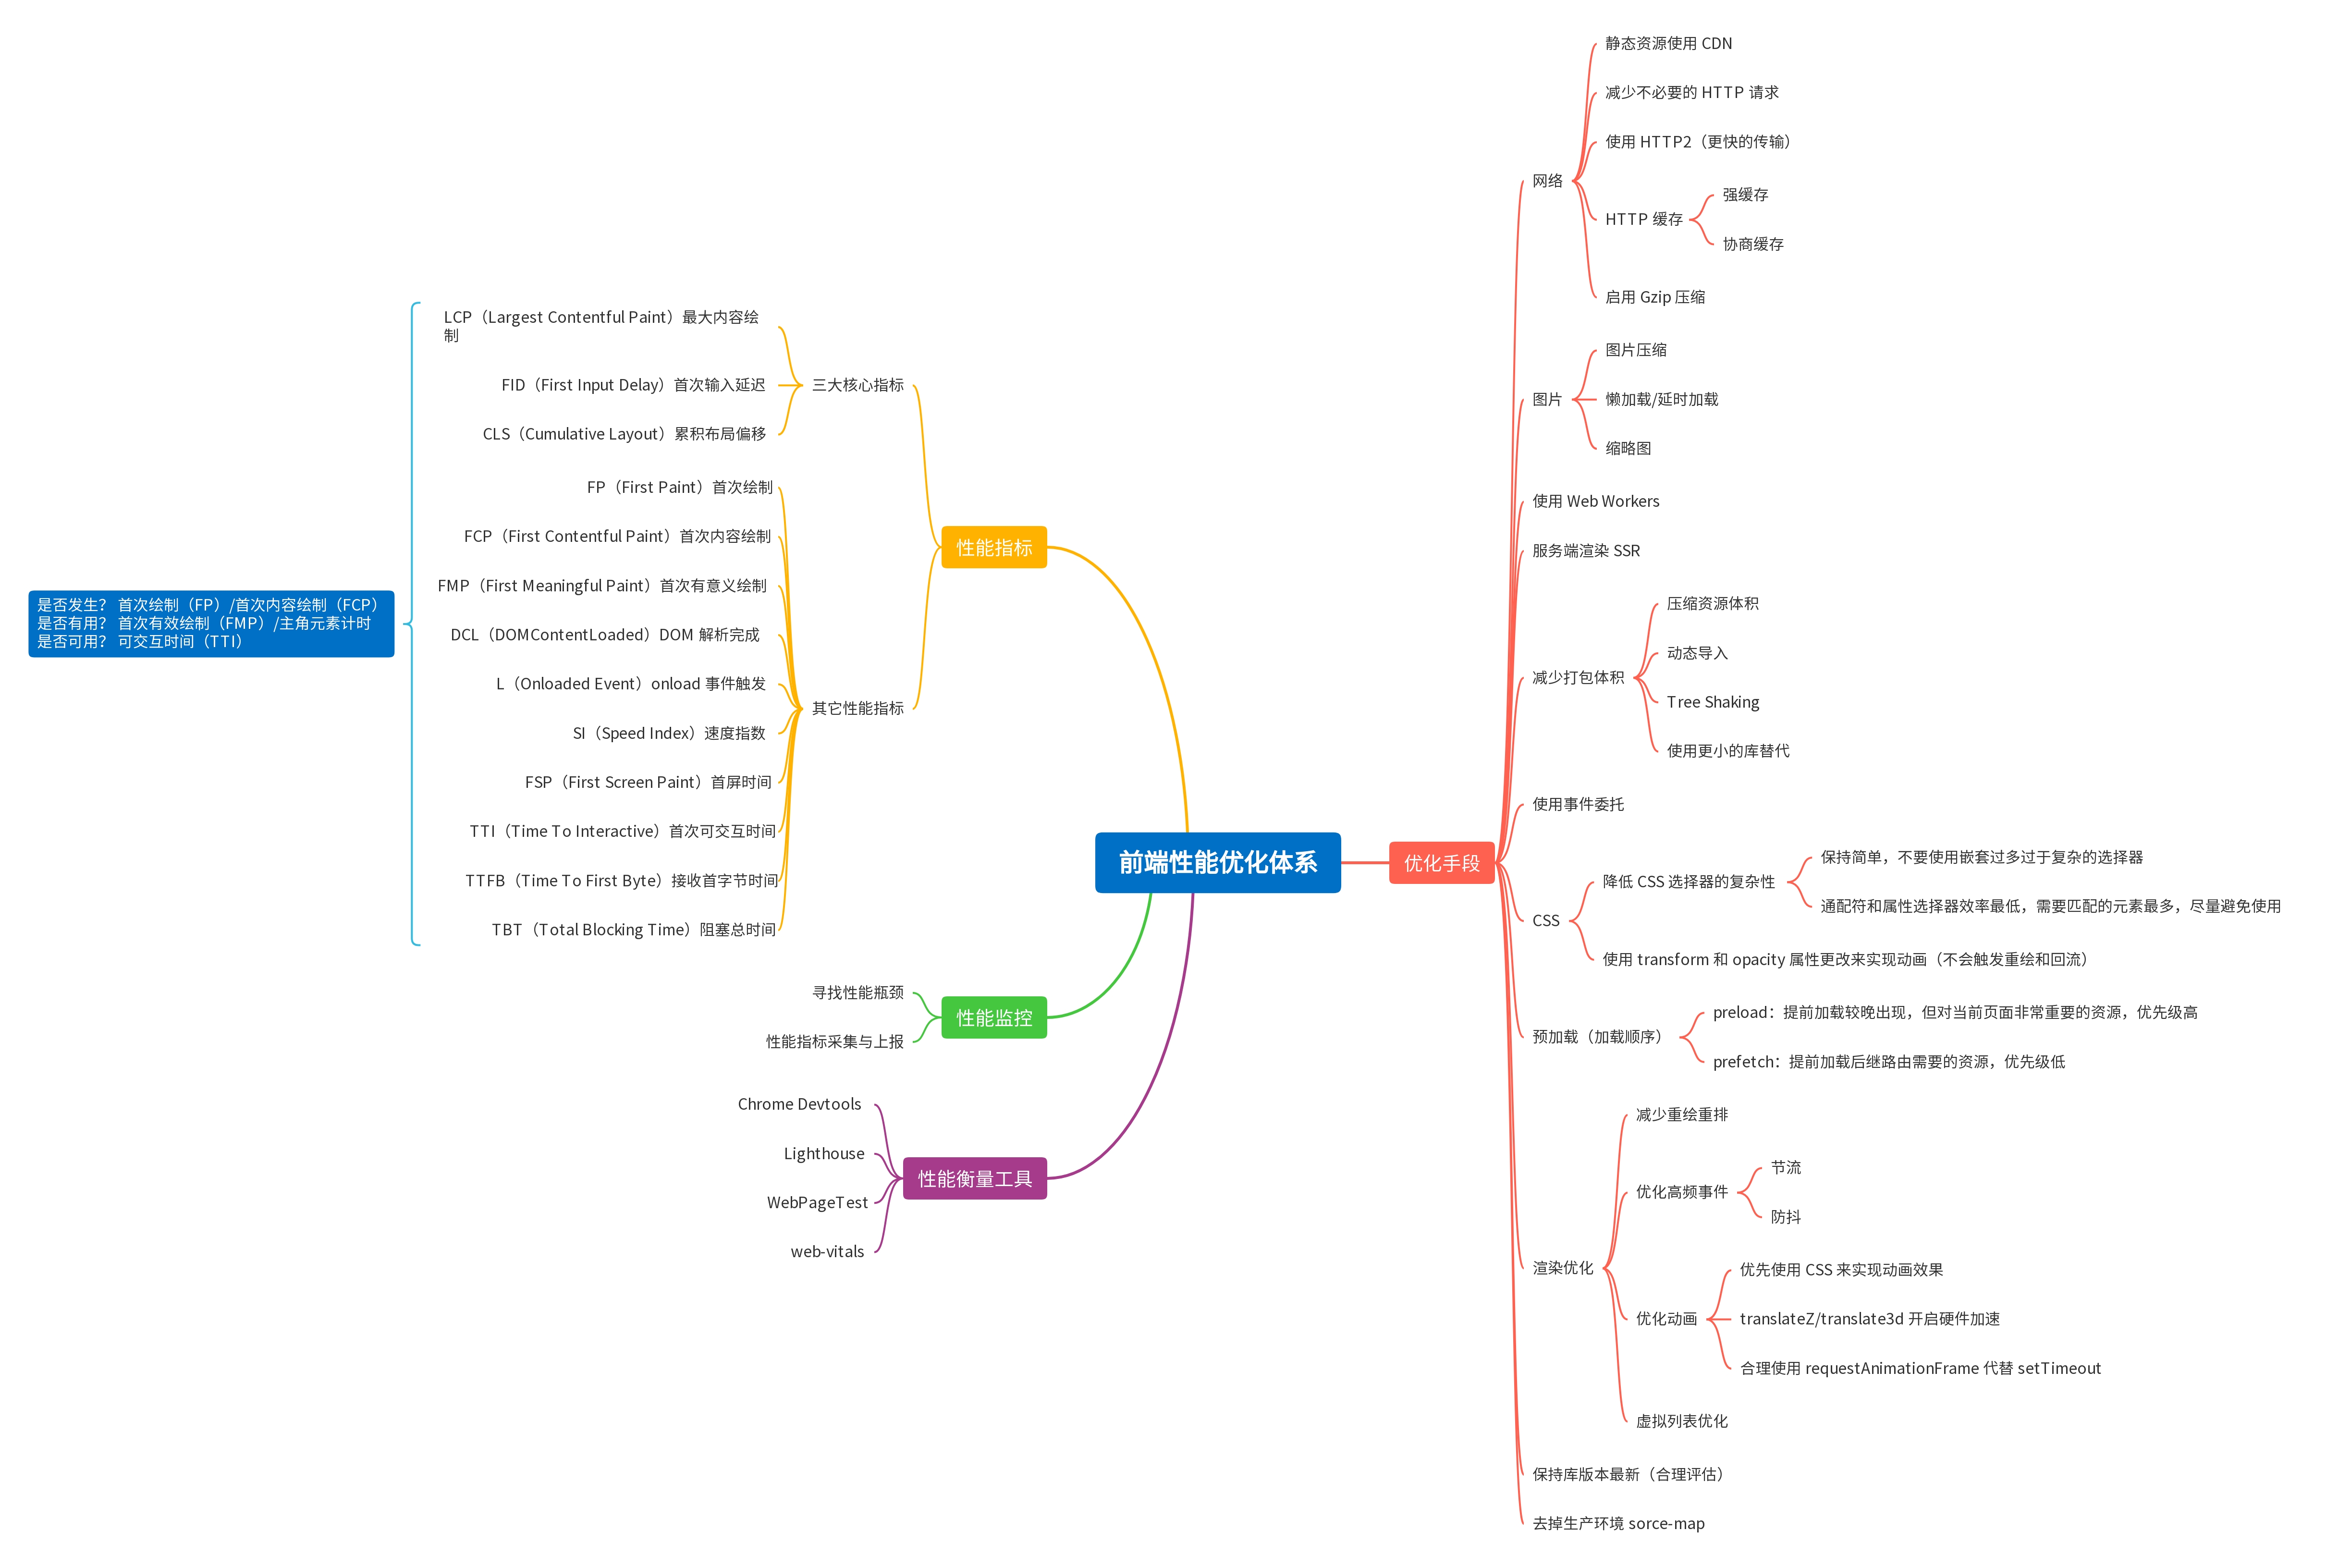 前端性能优化体系
优化手段
网络
静态资源使用 CDN
减少不必要的 HTTP 请求
使用 HTTP2（更快的传输）
HTTP 缓存
强缓存
协商缓存
启用 Gzip 压缩
图片
图片压缩
懒加载/延时加载
缩略图
使用 Web Workers
服务端渲染 SSR
减少打包体积
压缩资源体积
动态导入
Tree Shaking
使用更小的库替代
使用事件委托
CSS
降低 CSS 选择器的复杂性
保持简单，不要使用嵌套过多过于复杂的选择器
通配符和属性选择器效率最低，需要匹配的元素最多，尽量避免使用
使用 transform 和 opacity 属性更改来实现动画（不会触发重绘和回流）
预加载（加载顺序）
preload：提前加载较晚出现，但对当前页面非常重要的资源，优先级高
prefetch：提前加载后继路由需要的资源，优先级低
渲染优化
减少重绘重排
优化高频事件
节流
防抖
优化动画
优先使用 CSS 来实现动画效果
translateZ/translate3d 开启硬件加速
合理使用 requestAnimationFrame 代替 setTimeout
虚拟列表优化
保持库版本最新（合理评估）
去掉生产环境 sorce-map
性能指标
三大核心指标
LCP（Largest Contentful Paint）最大内容绘
制
FID（First Input Delay）首次输入延迟
CLS（Cumulative Layout）累积布局偏移
其它性能指标
FP（First Paint）首次绘制
FCP（First Contentful Paint）首次内容绘制
FMP（First Meaningful Paint）首次有意义绘制
DCL（DOMContentLoaded）DOM 解析完成
L（Onloaded Event）onload 事件触发
SI（Speed Index）速度指数
FSP（First Screen Paint）首屏时间
TTI（Time To Interactive）首次可交互时间
TTFB（Time To First Byte）接收首字节时间
TBT（Total Blocking Time）阻塞总时间
是否发生？ 首次绘制（FP）/首次内容绘制（FCP）
是否有用？ 首次有效绘制（FMP）/主角元素计时
是否可用？ 可交互时间（TTI）
性能监控
寻找性能瓶颈
性能指标采集与上报
性能衡量工具
Chrome Devtools
Lighthouse
WebPageTest
web-vitals